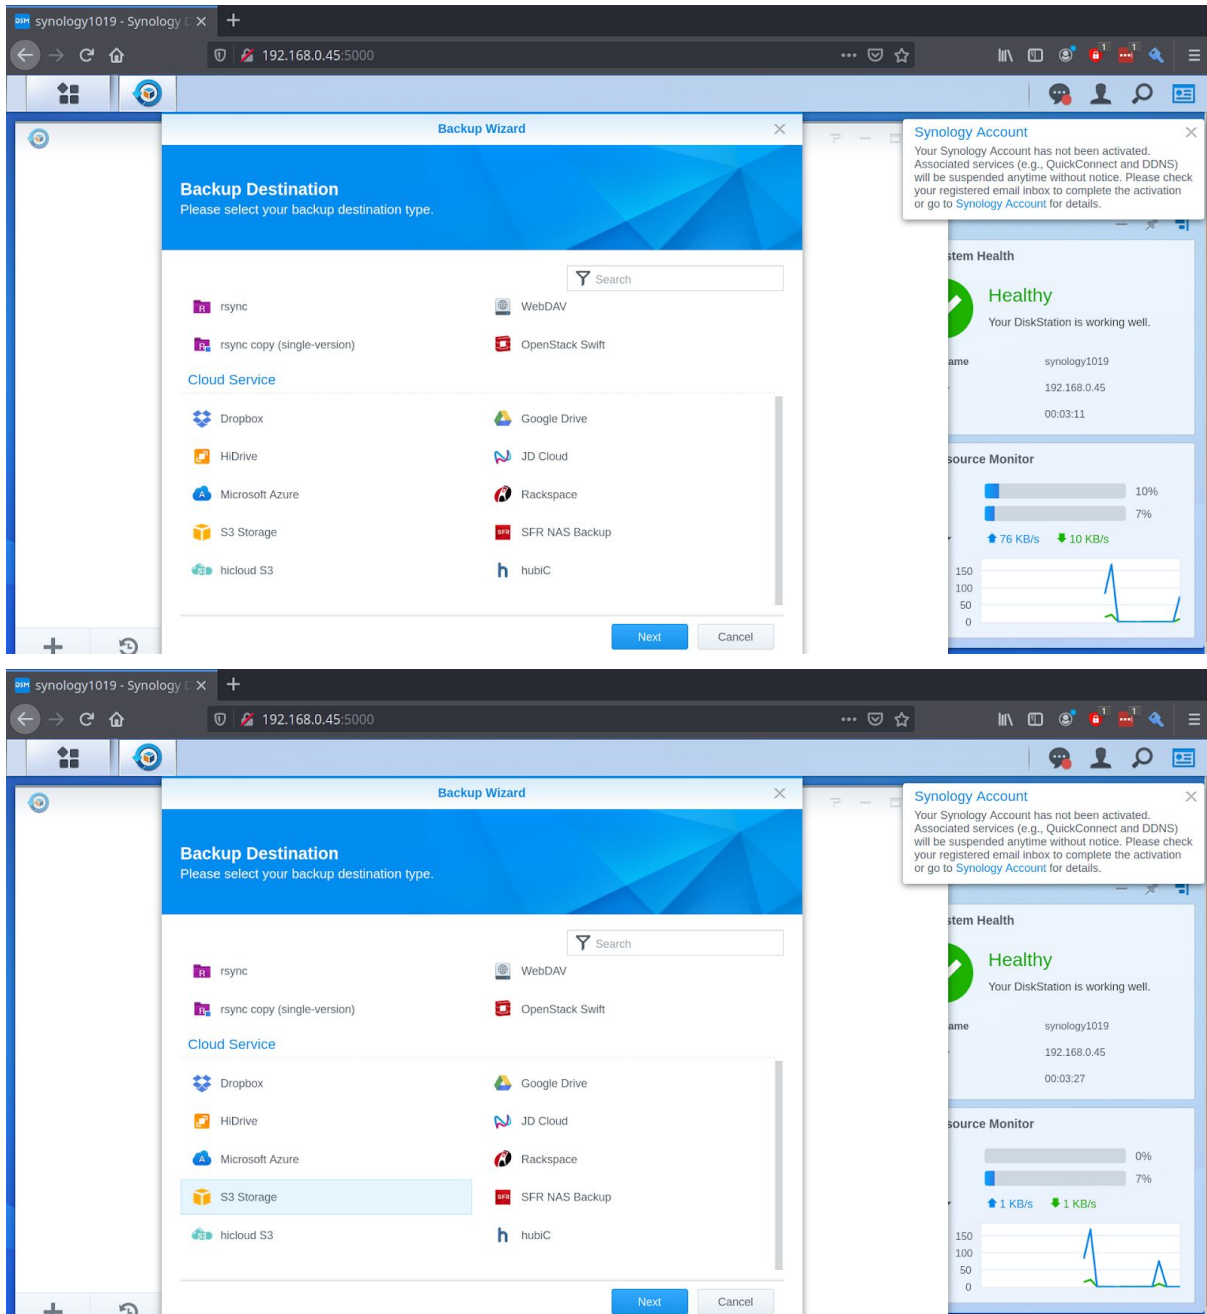 synology1019 - Synology D
192.168.0.45:5000
Backup Wizard
Backup Destination
Please select your backup destination type.
Search
rsync
WebDAV
rsync copy (single-version)
OpenStack Swift
Cloud Service
Dropbox
Google Drive
HiDrive
JD Cloud
Microsoft Azure
Rackspace
S3 Storage
SFR NAS Backup
hicloud S3
hubiC
Next
Cancel
Synology Account
Your Synology Account has not been activated.
Associated services (e.g., QuickConnect and DDNS)
will be suspended anytime without notice. Please check
your registered email inbox to complete the activation
or go to Synology Account for details.
stem Health
Healthy
Your DiskStation is working well.
ame synology1019
192.168.0.45
00:03:11
source Monitor
10%
7%
76 KB/s 10 KB/s
150
100
50
0
synology1019 - Synology D
192.168.0.45:5000
Backup Wizard
Backup Destination
Please select your backup destination type.
Search
rsync
WebDAV
rsync copy (single-version)
OpenStack Swift
Cloud Service
Dropbox
Google Drive
HiDrive
JD Cloud
Microsoft Azure
Rackspace
S3 Storage
SFR NAS Backup
hicloud S3
hubiC
Next
Cancel
Synology Account
Your Synology Account has not been activated.
Associated services (e.g., QuickConnect and DDNS)
will be suspended anytime without notice. Please check
your registered email inbox to complete the activation
or go to Synology Account for details.
stem Health
Healthy
Your DiskStation is working well.
ame synology1019
192.168.0.45
00:03:27
source Monitor
0%
7%
1 KB/s 1 KB/s
150
100
50
0